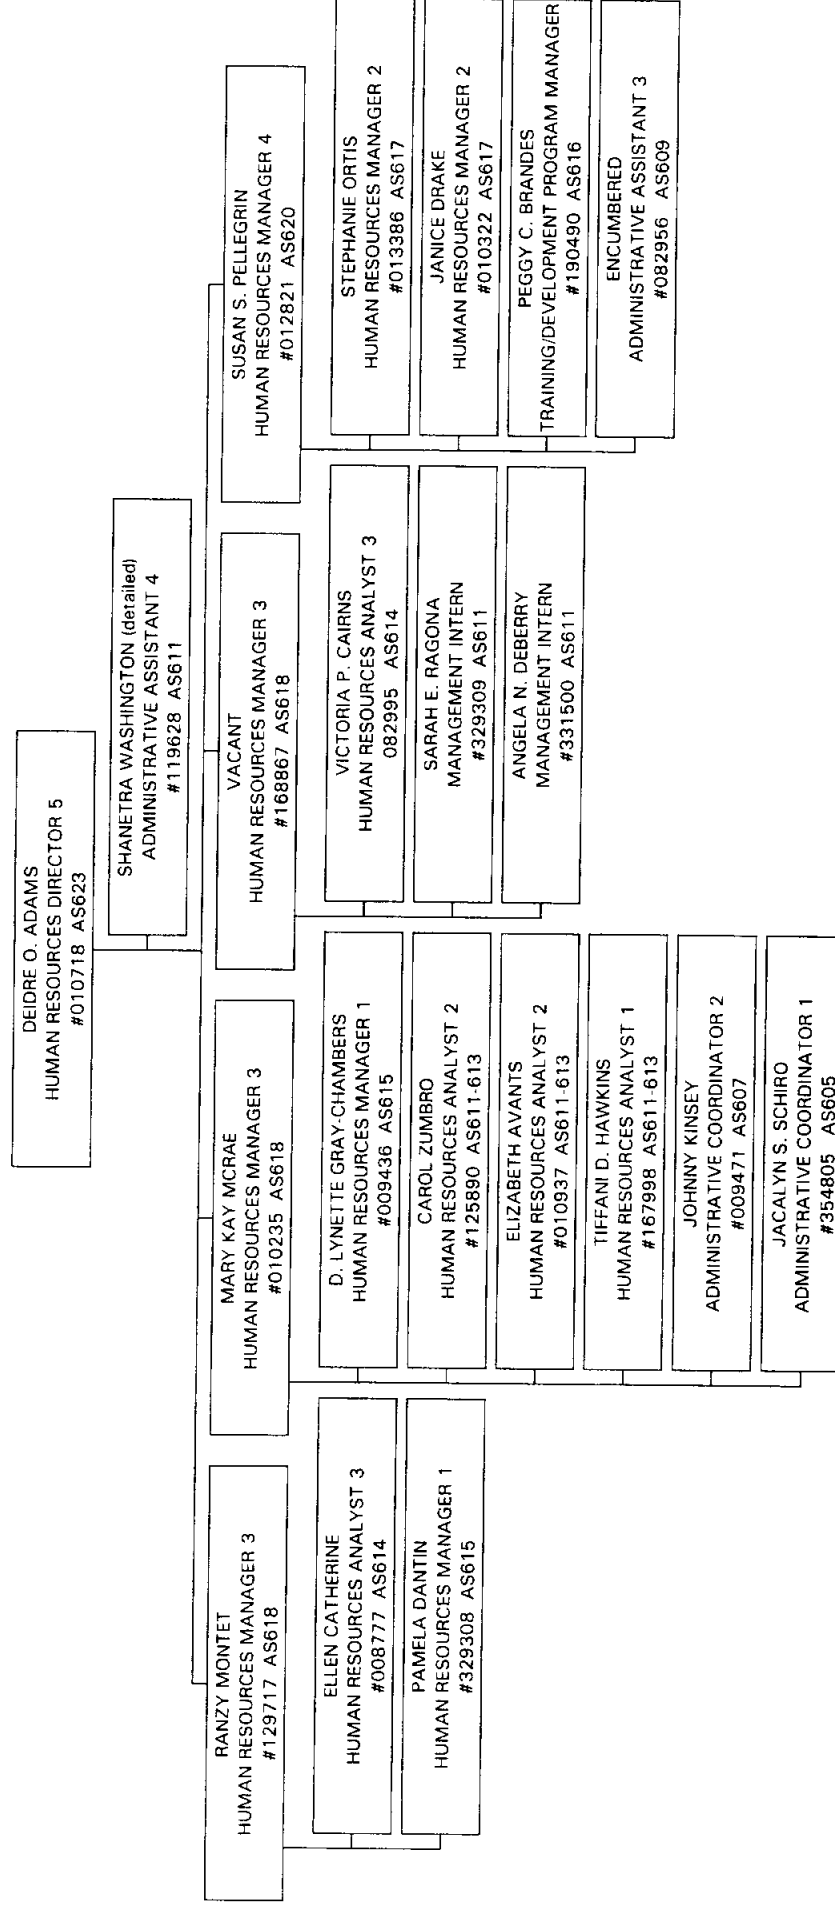 DEIDRE O. ADAMS
HUMAN RESOURCES DIRECTOR 5
#010718 AS623
SHANETRA WASHINGTON (detailed)
ADMINISTRATIVE ASSISTANT 4
#119628 AS611
RANZY MONTET
HUMAN RESOURCES MANAGER 3
#129717 AS618
ELLEN CATHERINE
HUMAN RESOURCES ANALYST 3
#008777 AS614
PAMELA DANTIN
HUMAN RESOURCES MANAGER 1
#329308 AS615
MARY KAY MCRAE
HUMAN RESOURCES MANAGER 3
#010235 AS618
D. LYNETTE GRAY-CHAMBERS
HUMAN RESOURCES MANAGER 1
#009436 AS615
CAROL ZUMBRO
HUMAN RESOURCES ANALYST 2
#125890 AS611-613
ELIZABETH AVANTS
HUMAN RESOURCES ANALYST 2
#010937 AS611-613
TIFFANI D. HAWKINS
HUMAN RESOURCES ANALYST 1
#167998 AS611-613
JOHNNY KINSEY
ADMINISTRATIVE COORDINATOR 2
#009471 AS607
JACALYN S. SCHIRO
ADMINISTRATIVE COORDINATOR 1
#354805 AS605
VACANT
HUMAN RESOURCES MANAGER 3
#168867 AS618
VICTORIA P. CAIRNS
HUMAN RESOURCES ANALYST 3
082995 AS614
SARAH E. RAGONA
MANAGEMENT INTERN
#329309 AS611
ANGELA N. DEBERRY
MANAGEMENT INTERN
#331500 AS611
SUSAN S. PELLEGRIN
HUMAN RESOURCES MANAGER 4
#012821 AS620
STEPHANIE ORTIS
HUMAN RESOURCES MANAGER 2
#013386 AS617
JANICE DRAKE
HUMAN RESOURCES MANAGER 2
#010322 AS617
PEGGY C. BRANDES
TRAINING/DEVELOPMENT PROGRAM MANAGER
#190490 AS616
ENCUMBERED
ADMINISTRATIVE ASSISTANT 3
#082956 AS609